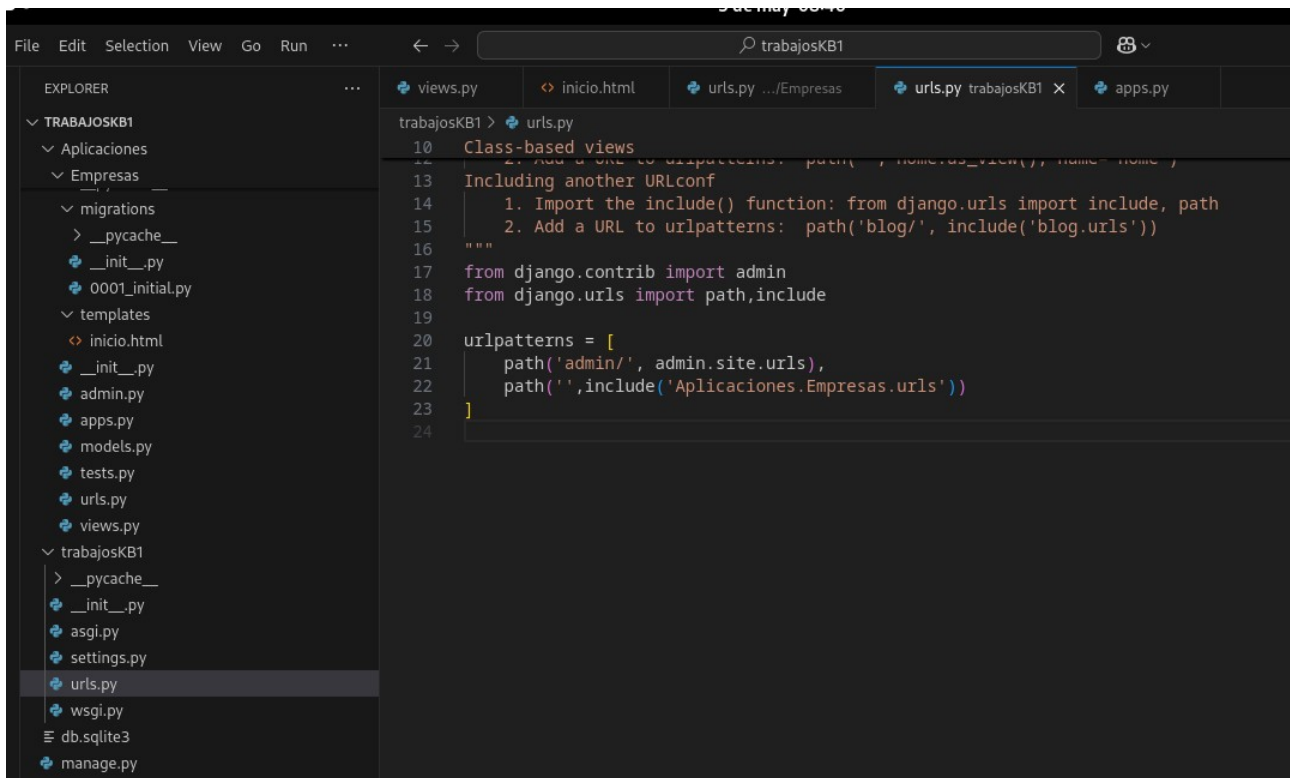 File Edit Selection View Go Run ... trabajosKB1
EXPLORER ...
TRABAJOSKB1
Aplicaciones
Empresas
migrations
__pycache__
__init__.py
0001_initial.py
templates
inicio.html
__init__.py
admin.py
apps.py
models.py
tests.py
urls.py
views.py
trabajosKB1
__pycache__
__init__.py
asgi.py
settings.py
urls.py
wsgi.py
db.sqlite3
manage.py
views.py inicio.html urls.py .../Empresas urls.py trabajosKB1 apps.py
trabajosKB1 > urls.py
10 Class-based views
13 Including another URLconf
14 1. Import the include() function: from django.urls import include, path
15 2. Add a URL to urlpatterns: path('blog/', include('blog.urls'))
16 """
17 from django.contrib import admin
18 from django.urls import path,include
19
20 urlpatterns = [
21 path('admin/', admin.site.urls),
22 path('',include('Aplicaciones.Empresas.urls'))
23 ]
24